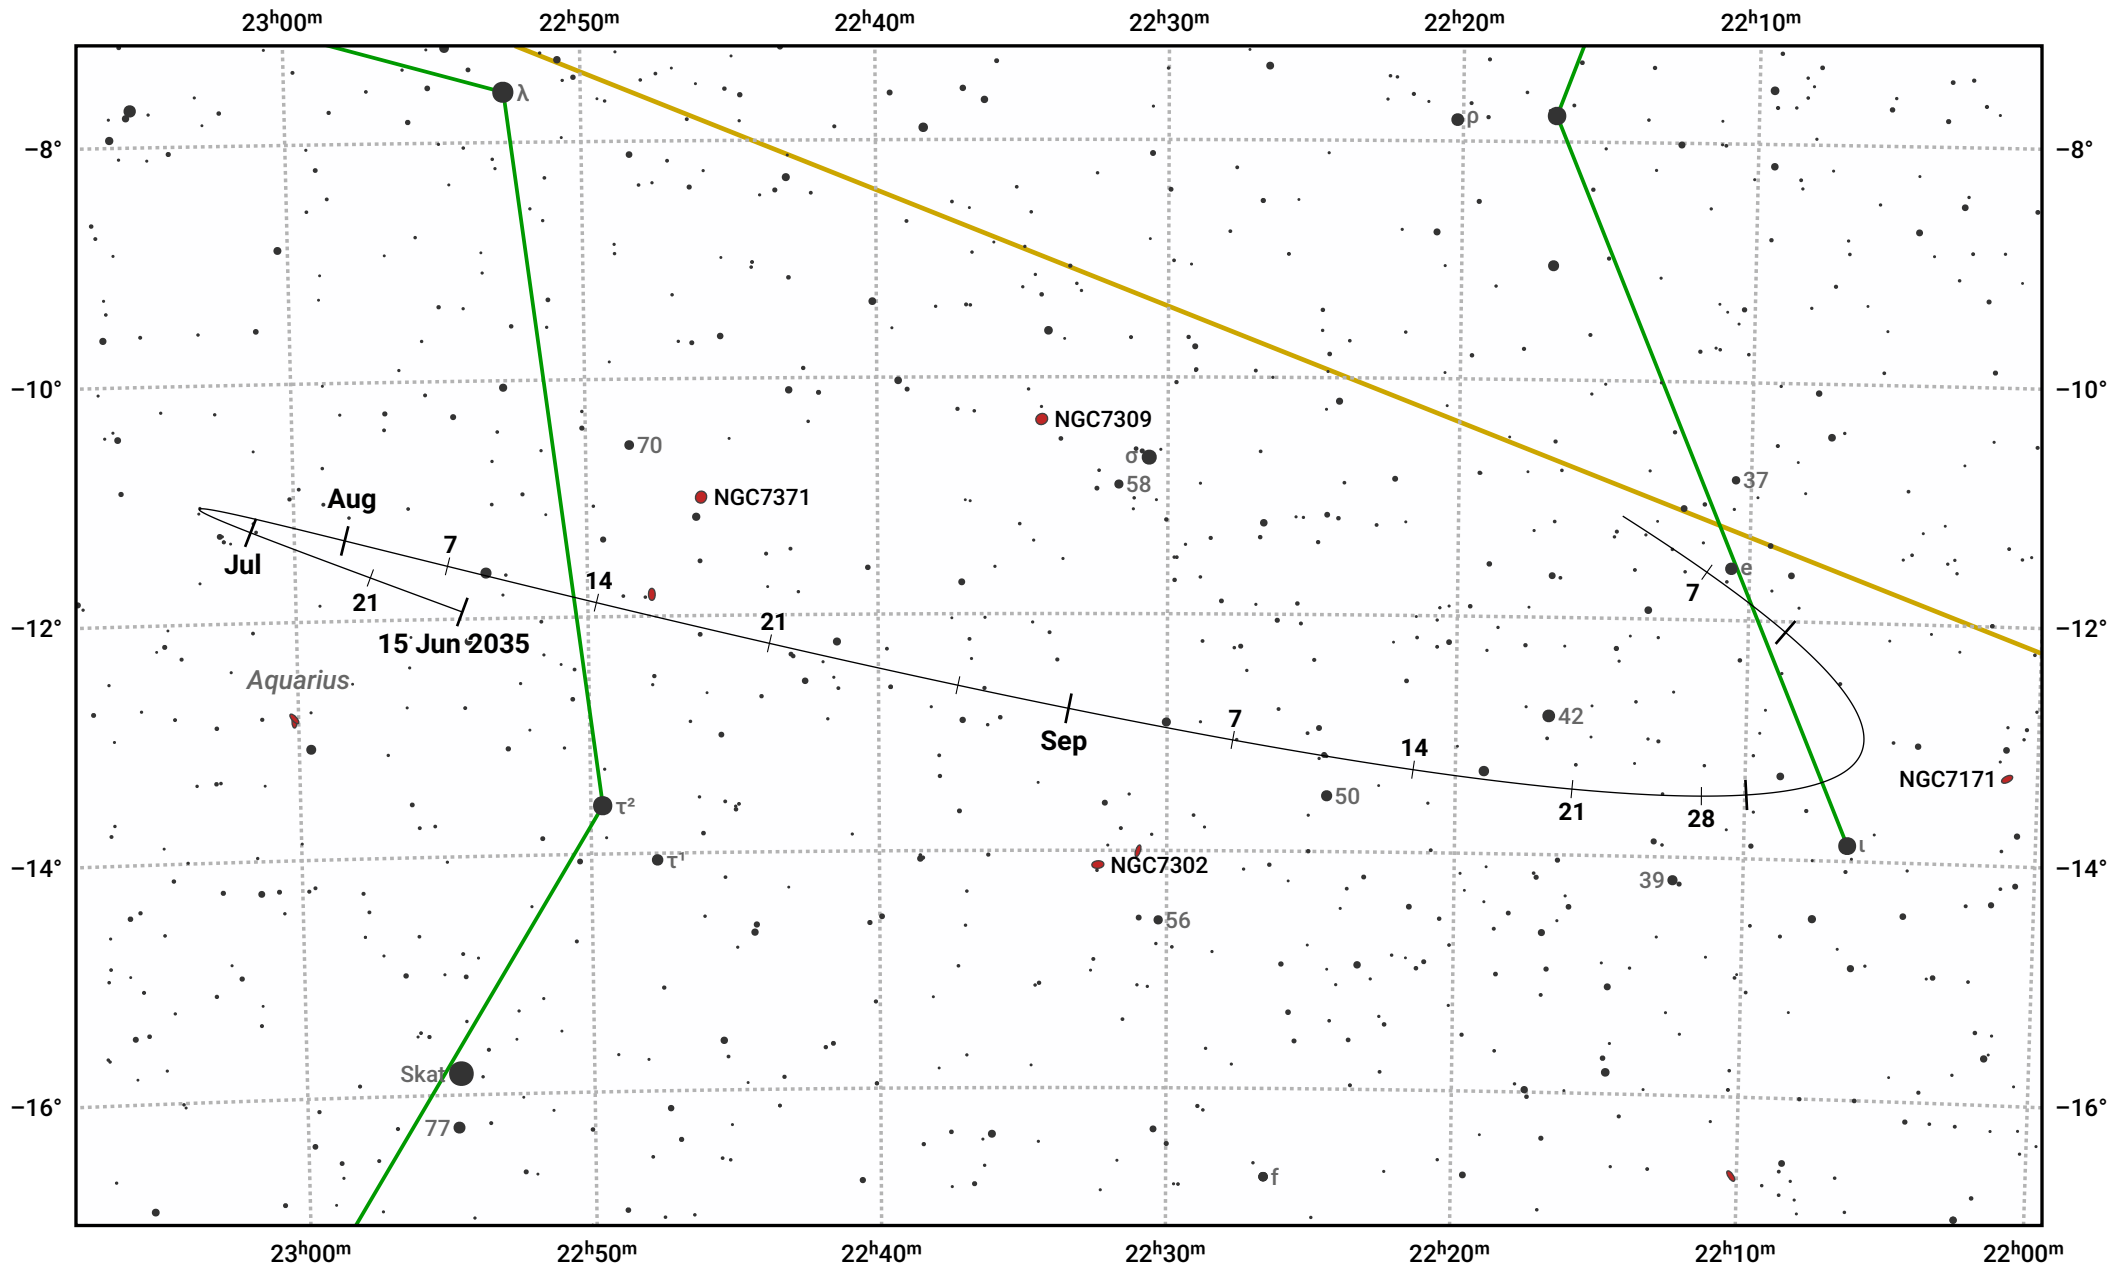 23ʰ00ᵐ 22ʰ50ᵐ 22ʰ40ᵐ 22ʰ30ᵐ 22ʰ20ᵐ 22ʰ10ᵐ
λ
ρ
−8° −8°
−10° −10°
NGC7309
70
σ
58
37
NGC7371
Aug
7
Jul
e
14
7
21
21
−12° −12°
15 Jun 2035
Aquarius
7
42
Sep
14
NGC7171
50
τ²
21
28
ι
τ¹
NGC7302
−14° −14°
39
56
Skat
−16° −16°
77
f
23ʰ00ᵐ 22ʰ50ᵐ 22ʰ40ᵐ 22ʰ30ᵐ 22ʰ20ᵐ 22ʰ10ᵐ 22ʰ00ᵐ